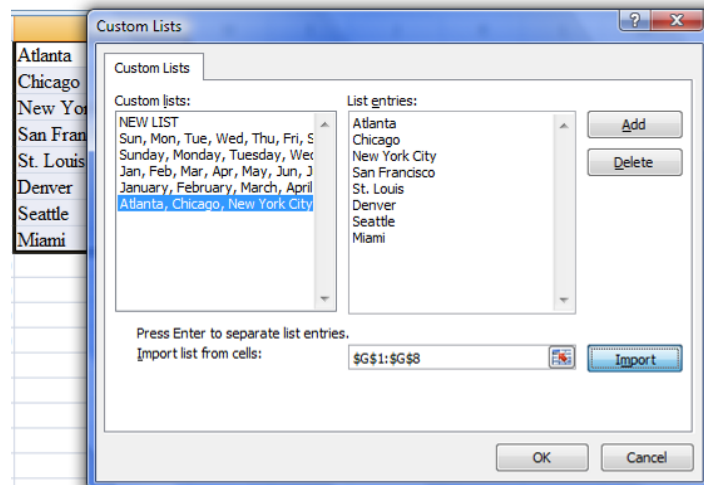 Custom Lists
Atlanta
Chicago
New Yor
San Fran
St. Louis
Denver
Seattle
Miami
Custom Lists
Custom lists:
NEW LIST
Sun, Mon, Tue, Wed, Thu, Fri, S
Sunday, Monday, Tuesday, Wed
Jan, Feb, Mar, Apr, May, Jun, J
January, February, March, April
Atlanta, Chicago, New York City
List entries:
Atlanta
Chicago
New York City
San Francisco
St. Louis
Denver
Seattle
Miami
Add
Delete
Press Enter to separate list entries.
Import list from cells:
$G$1:$G$8
Import
OK
Cancel